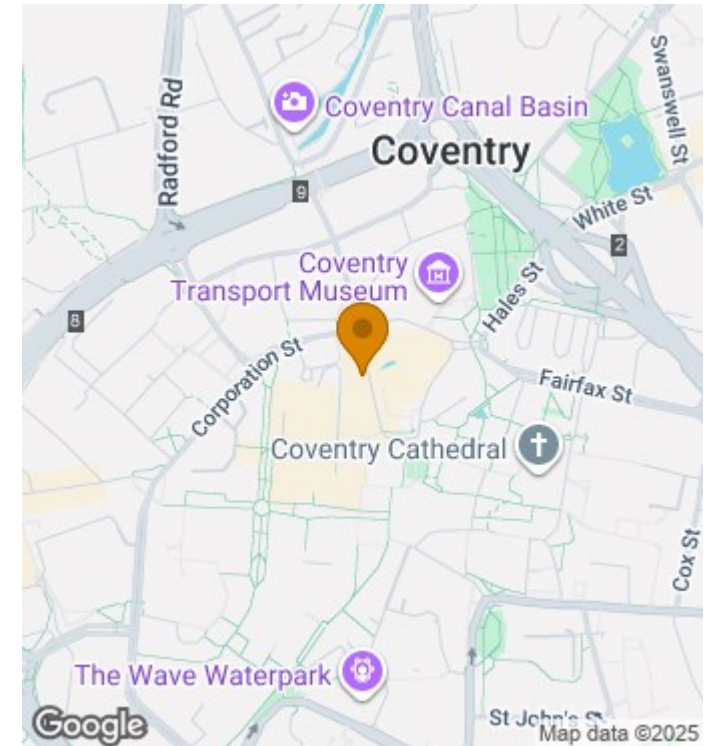 Swanswell St
Coventry Canal Basin
Radford Rd
Coventry
9
White St
2
Coventry
Transport Museum
Hales St
8
Corporation St
Fairfax St
Coventry Cathedral
Cox St
The Wave Waterpark
St John's St
Google
Map data ©2025